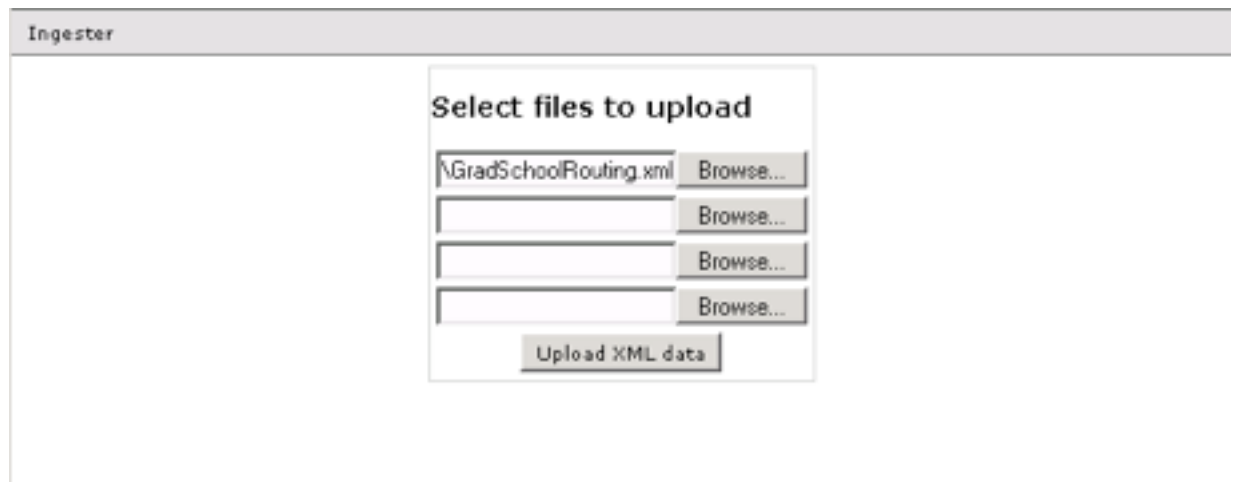 Ingester
Select files to upload
\GradSchoolRouting.xml Browse...
Browse...
Browse...
Browse...
Upload XML data